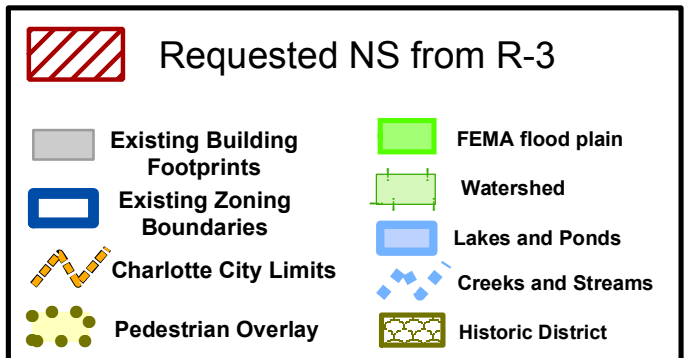 Requested NS from R-3
Existing Building
Footprints
Existing Zoning
Boundaries
Charlotte City Limits
Pedestrian Overlay
FEMA flood plain
Watershed
Lakes and Ponds
Creeks and Streams
Historic District